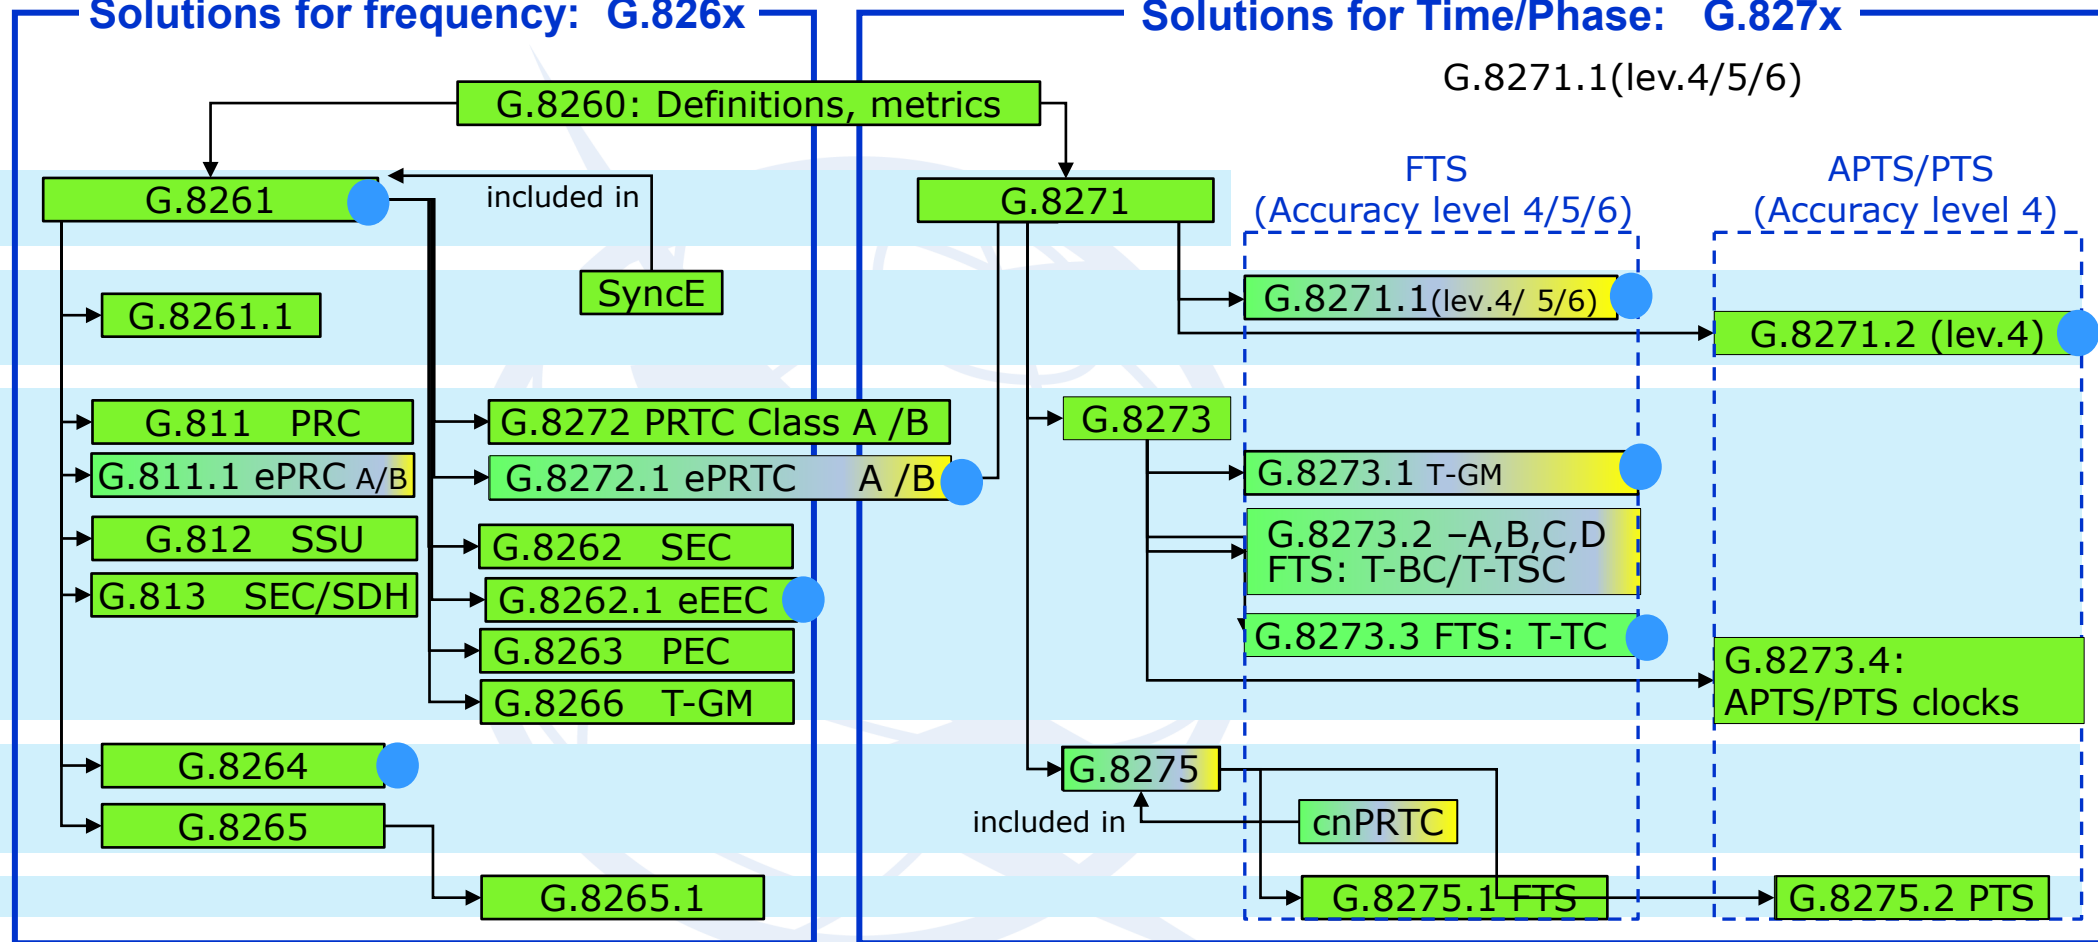 Solutions for frequency: G.826x
Solutions for Time/Phase: G.827x
G.8271.1(lev.4/5/6)
G.8260: Definitions, metrics
FTS
(Accuracy level 4/5/6)
APTS/PTS
(Accuracy level 4)
G.8261
included in
G.8271
SyncE
G.8271.1(lev.4/ 5/6)
G.8261.1
G.8271.2 (lev.4)
G.811 PRC
G.8272 PRTC Class A /B
G.8273
G.811.1 ePRC A/B
G.8272.1 ePRTC A /B
G.8273.1 T-GM
G.812 SSU
G.8262 SEC
G.8273.2 –A,B,C,D
FTS: T-BC/T-TSC
G.813 SEC/SDH
G.8262.1 eEEC
G.8263 PEC
G.8273.3 FTS: T-TC
G.8273.4:
APTS/PTS clocks
G.8266 T-GM
G.8264
G.8275
G.8265
included in
cnPRTC
G.8265.1
G.8275.1 FTS
G.8275.2 PTS